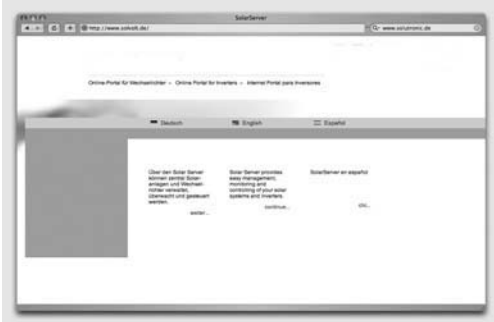 SolarServer
http://www.solvolt.de/
www.solutronic.de
Online-Portal für Wechselrichter - Online Portal for Inverters - Internet Portal para Inversores
Deutsch
English
Español
Über den Solar Server
können zentral Solar-
anlagen und Wechsel-
richter verwaltet,
überwacht und gesteuert
werden.
weiter...
Solar Server provides
easy management,
monitoring and
controlling of your solar
systems and inverters.
continue...
SolarServer en español
clic..